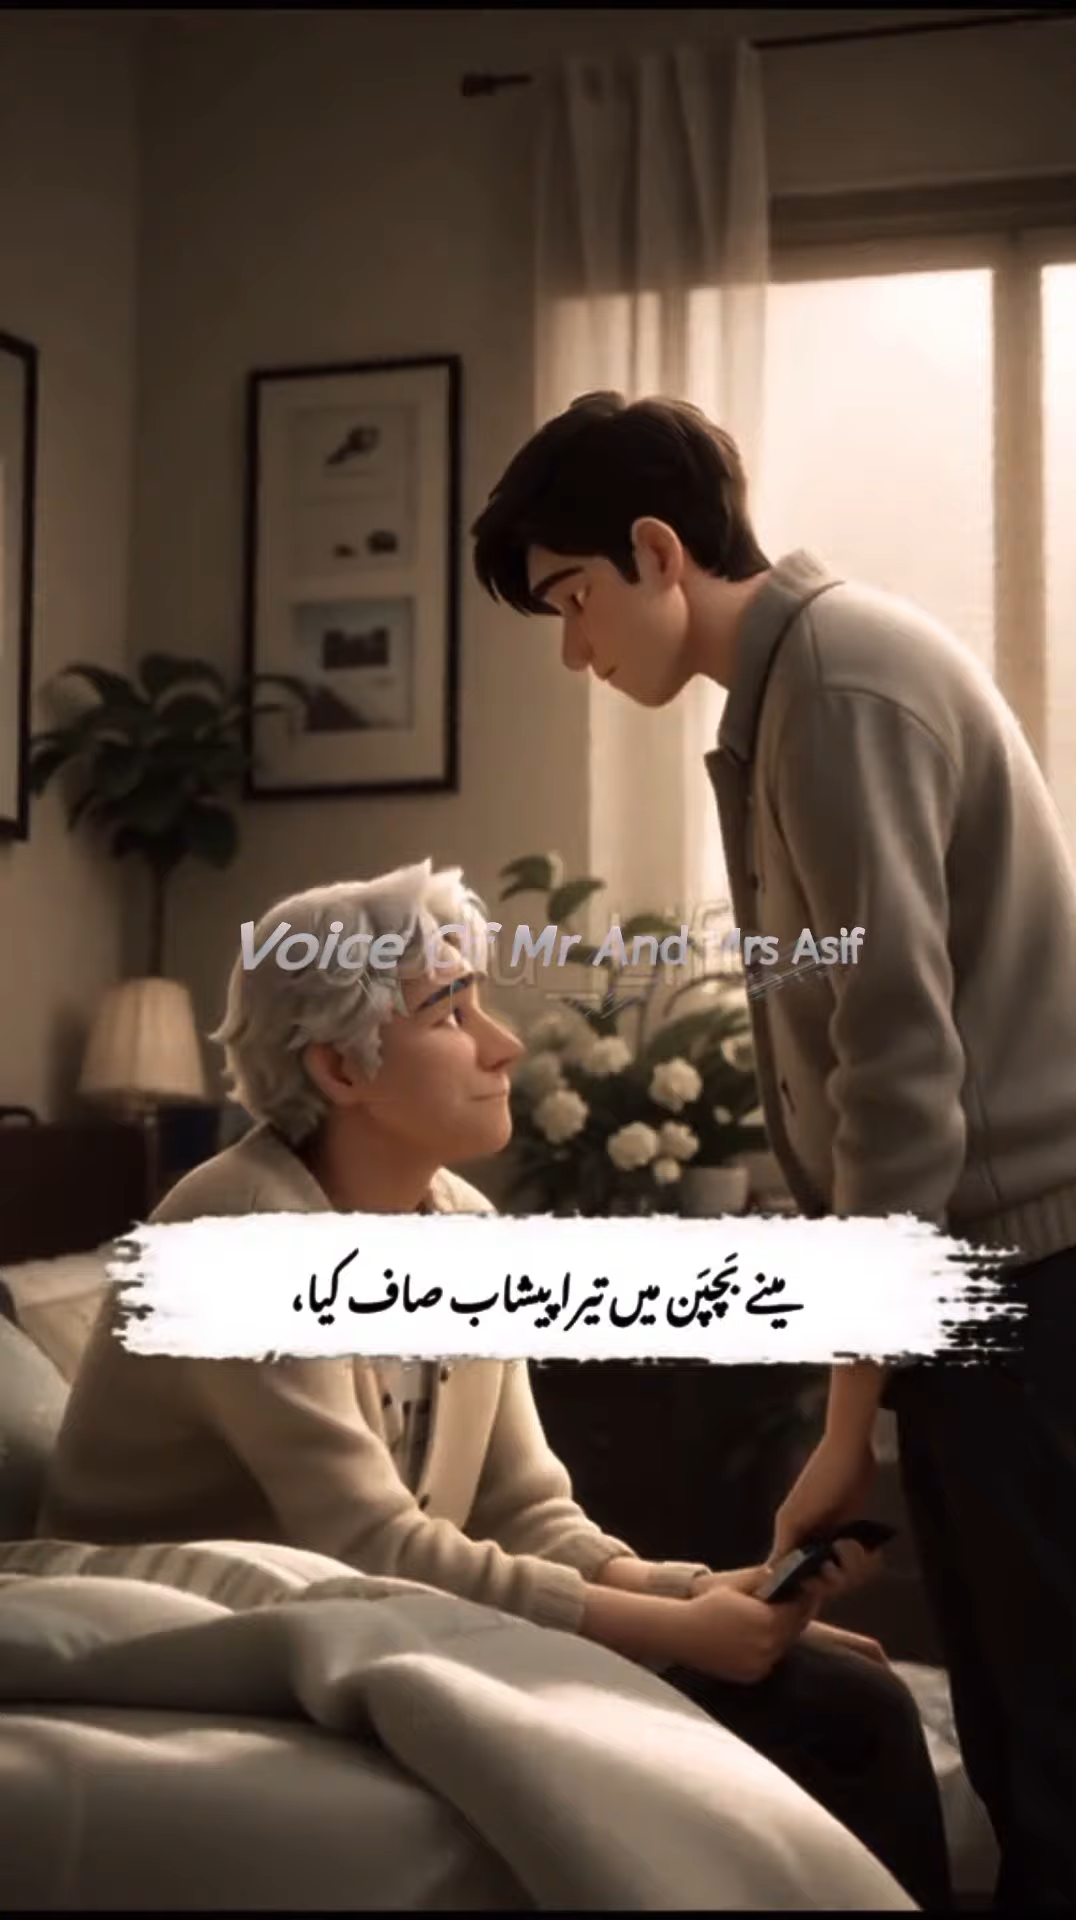 Voice Of Mr And Mrs Asif
مینے بَچپَن میں تیرا پیشاب صاف کیا،